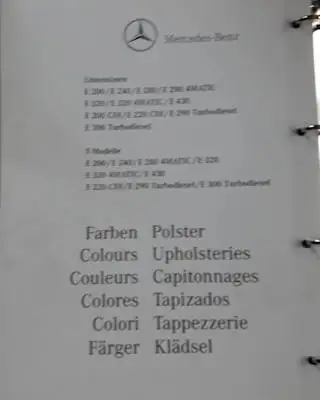 Mercedes-Benz
Limousinen
E 200/E 240/E 280/E 280 4MATIC
E 320/E 320 4MATIC/E 430
E 200 CDI/E 220 CDI/E 290 Turbodiesel
E 300 Turbodiesel
T-Modelle
E 200/E 240/E 280 4MATIC/E 320
E 320 4MATIC/E 430
E 220 CDI/E 290 Turbodiesel/E 300 Turbodiesel
Farben Polster
Colours Upholsteries
Couleurs Capitonnages
Colores Tapizados
Colori Tappezzerie
Färger Klädsel